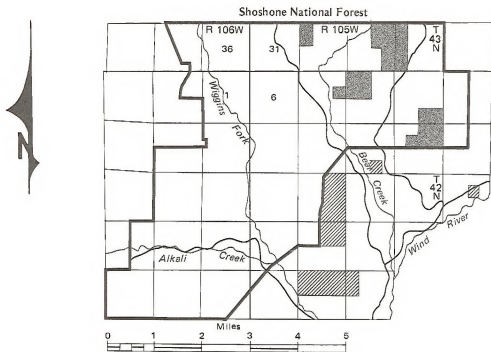 Shoshone National Forest
R 106W
R 105W
T
43
N
36
31
1
6
Wiggins
Fork
Bear
Creek
T
42
N
Wind
River
Alkali
Creek
N
Miles
0 1 2 3 4 5